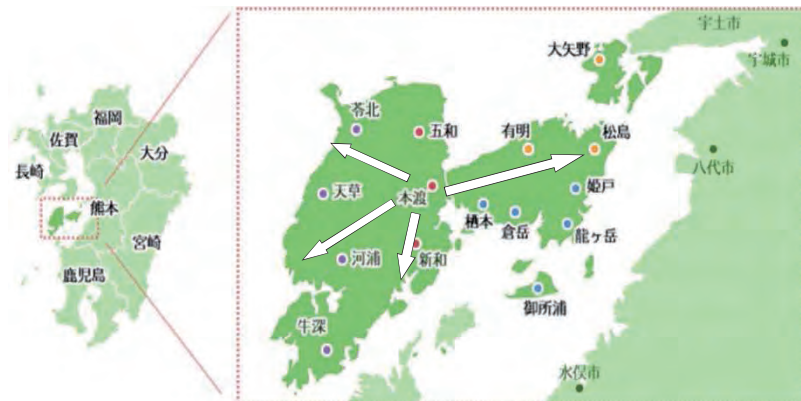 福岡
佐賀
大分
長崎
熊本
宮崎
鹿児島
宇土市
宇城市
大矢野
苓北
五和
有明
松島
八代市
天草
本渡
姫戸
栖本
倉岳
龍ヶ岳
河浦
新和
御所浦
牛深
水俣市